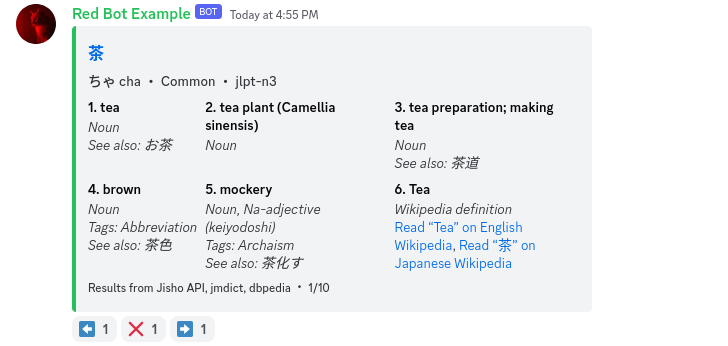 Red Bot Example BOT Today at 4:55 PM
茶
ちゃ cha • Common • jlpt-n3
1. tea
Noun
See also: お茶
2. tea plant (Camellia
sinensis)
Noun
3. tea preparation; making
tea
Noun
See also: 茶道
4. brown
Noun
Tags: Abbreviation
See also: 茶色
5. mockery
Noun, Na-adjective
(keiyodoshi)
Tags: Archaism
See also: 茶化す
6. Tea
Wikipedia definition
Read “Tea” on English
Wikipedia, Read “茶” on
Japanese Wikipedia
Results from Jisho API, jmdict, dbpedia • 1/10
1 1 1